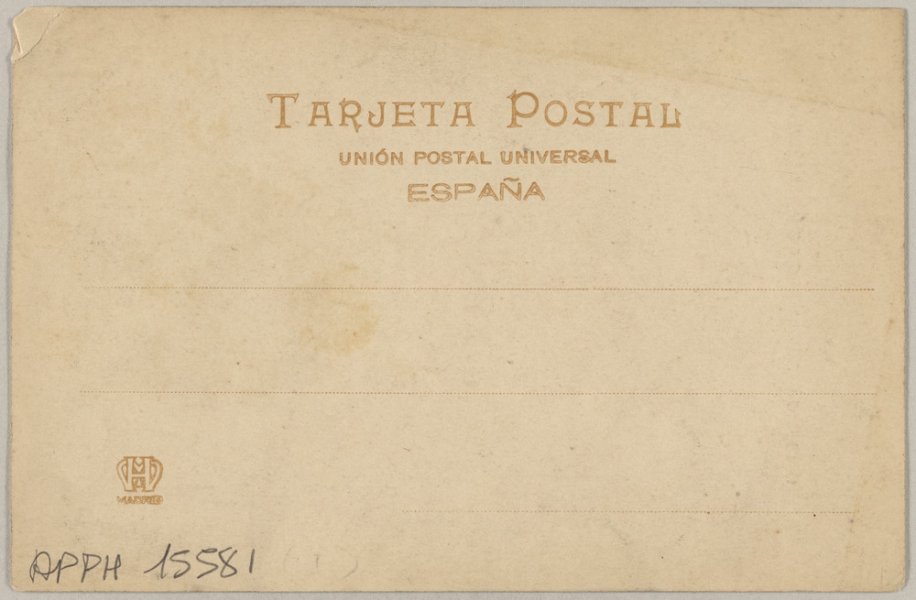 TARJETA POSTAL
UNIÓN POSTAL UNIVERSAL
ESPAÑA
MADRID
APPH 15581